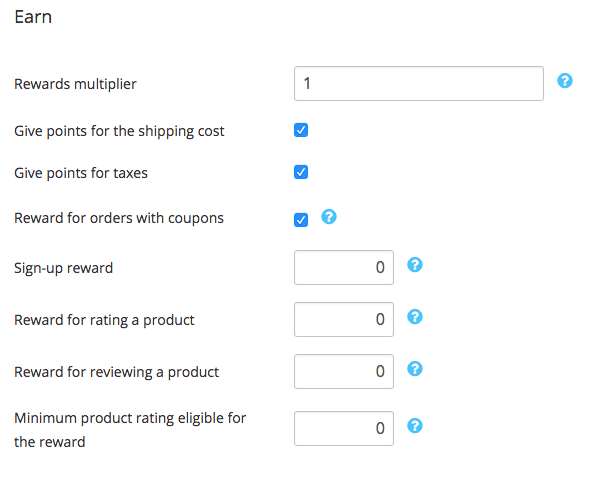 Earn
Rewards multiplier 1 ?
Give points for the shipping cost
Give points for taxes
Reward for orders with coupons ?
Sign-up reward 0 ?
Reward for rating a product 0 ?
Reward for reviewing a product 0 ?
Minimum product rating eligible for
the reward 0 ?